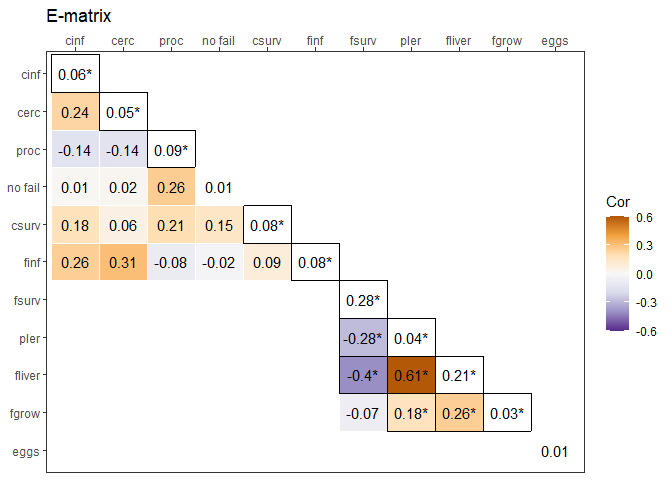 E-matrix
cinf cerc proc no fail csurv finf fsurv pler fliver fgrow eggs
cinf 0.06*
cerc 0.24 0.05*
proc -0.14 -0.14 0.09*
no fail 0.01 0.02 0.26 0.01
csurv 0.18 0.06 0.21 0.15 0.08*
finf 0.26 0.31 -0.08 -0.02 0.09 0.08*
fsurv 0.28*
pler -0.28* 0.04*
fliver -0.4* 0.61* 0.21*
fgrow -0.07 0.18* 0.26* 0.03*
eggs 0.01
Cor
0.6
0.3
0.0
-0.3
-0.6